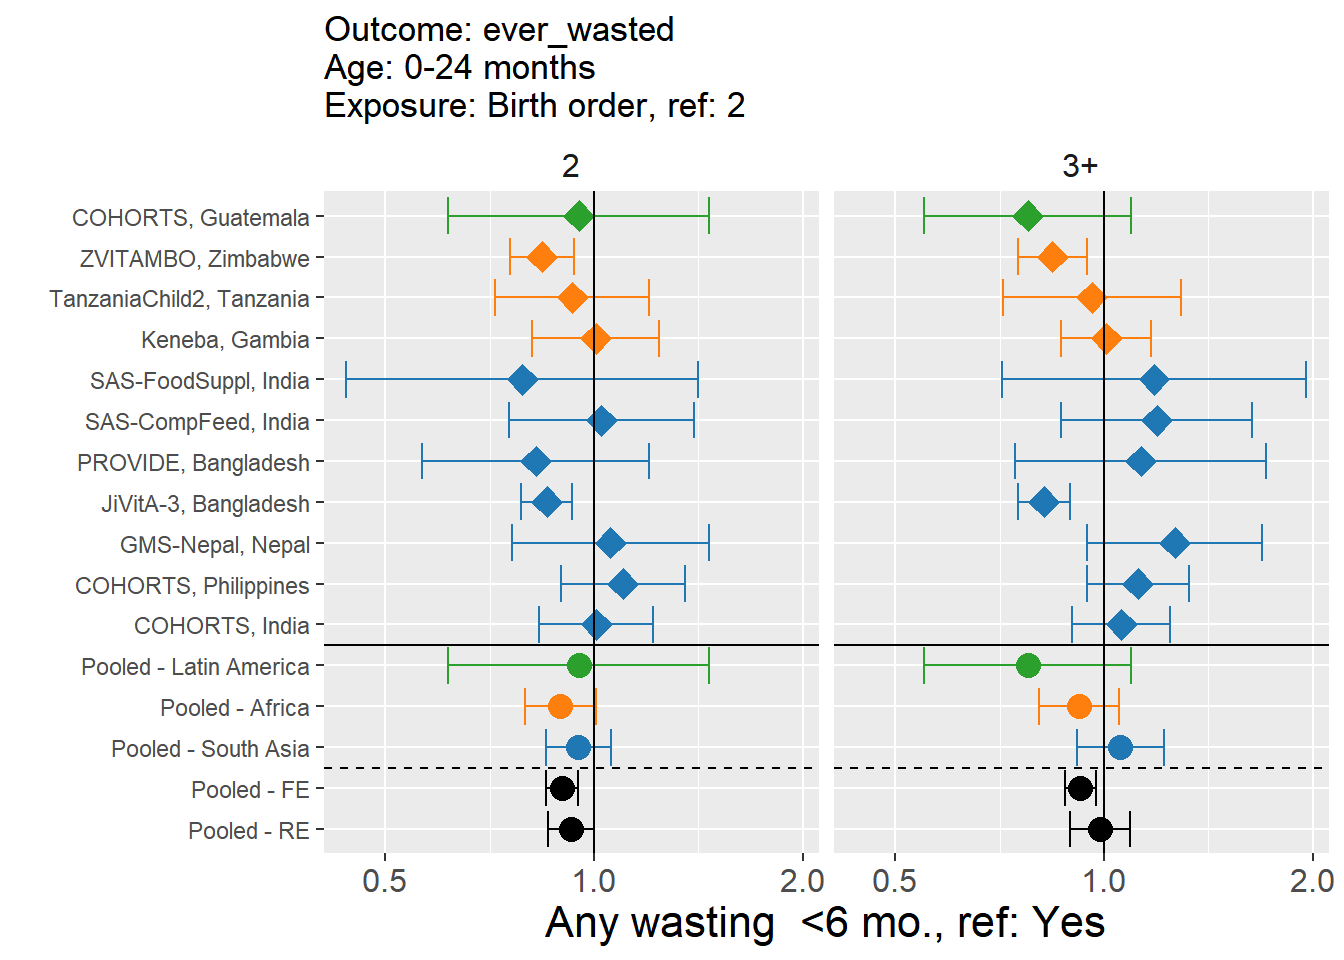 Outcome: ever_wasted
Age: 0-24 months
Exposure: Birth order, ref: 2
2
3+
COHORTS, Guatemala
ZVITAMBO, Zimbabwe
TanzaniaChild2, Tanzania
Keneba, Gambia
SAS-FoodSuppl, India
SAS-CompFeed, India
PROVIDE, Bangladesh
JiVitA-3, Bangladesh
GMS-Nepal, Nepal
COHORTS, Philippines
COHORTS, India
Pooled - Latin America
Pooled - Africa
Pooled - South Asia
Pooled - FE
Pooled - RE
0.5 1.0 2.0 0.5 1.0 2.0
Any wasting  <6 mo., ref: Yes